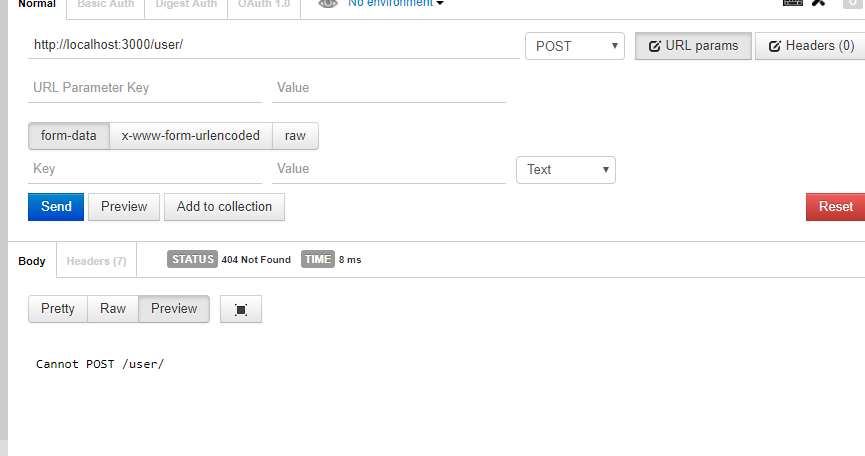 Normal Basic Auth Digest Auth OAuth 1.0 No environment 0
http://localhost:3000/user/ POST URL params Headers (0)
URL Parameter Key Value
form-data x-www-form-urlencoded raw
Key Value Text
Send Preview Add to collection Reset
Body Headers (7) STATUS 404 Not Found TIME 8 ms
Pretty Raw Preview
Cannot POST /user/